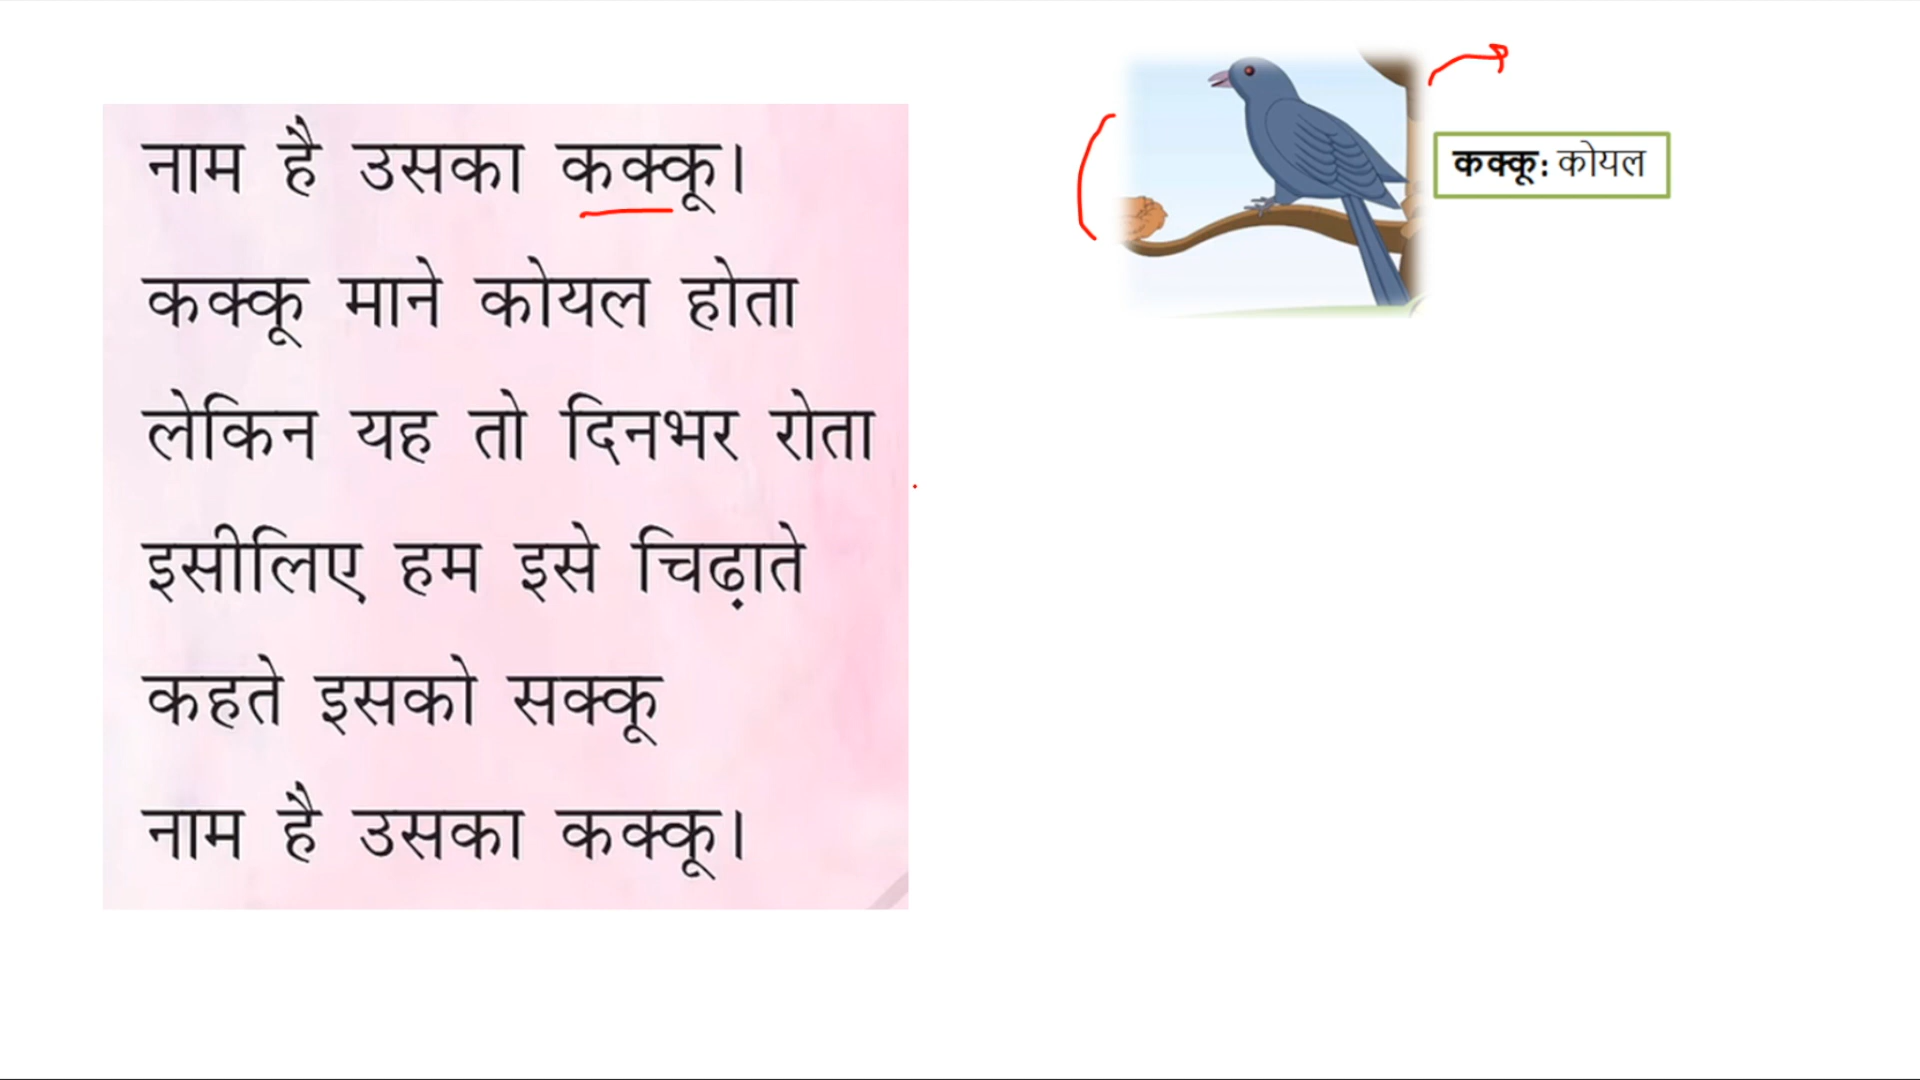 नाम है उसका कक्कू।
कक्कू माने कोयल होता
लेकिन यह तो दिनभर रोता
इसीलिए हम इसे चिढ़ाते
कहते इसको सक्कू
नाम है उसका कक्कू।
कक्कू: कोयल